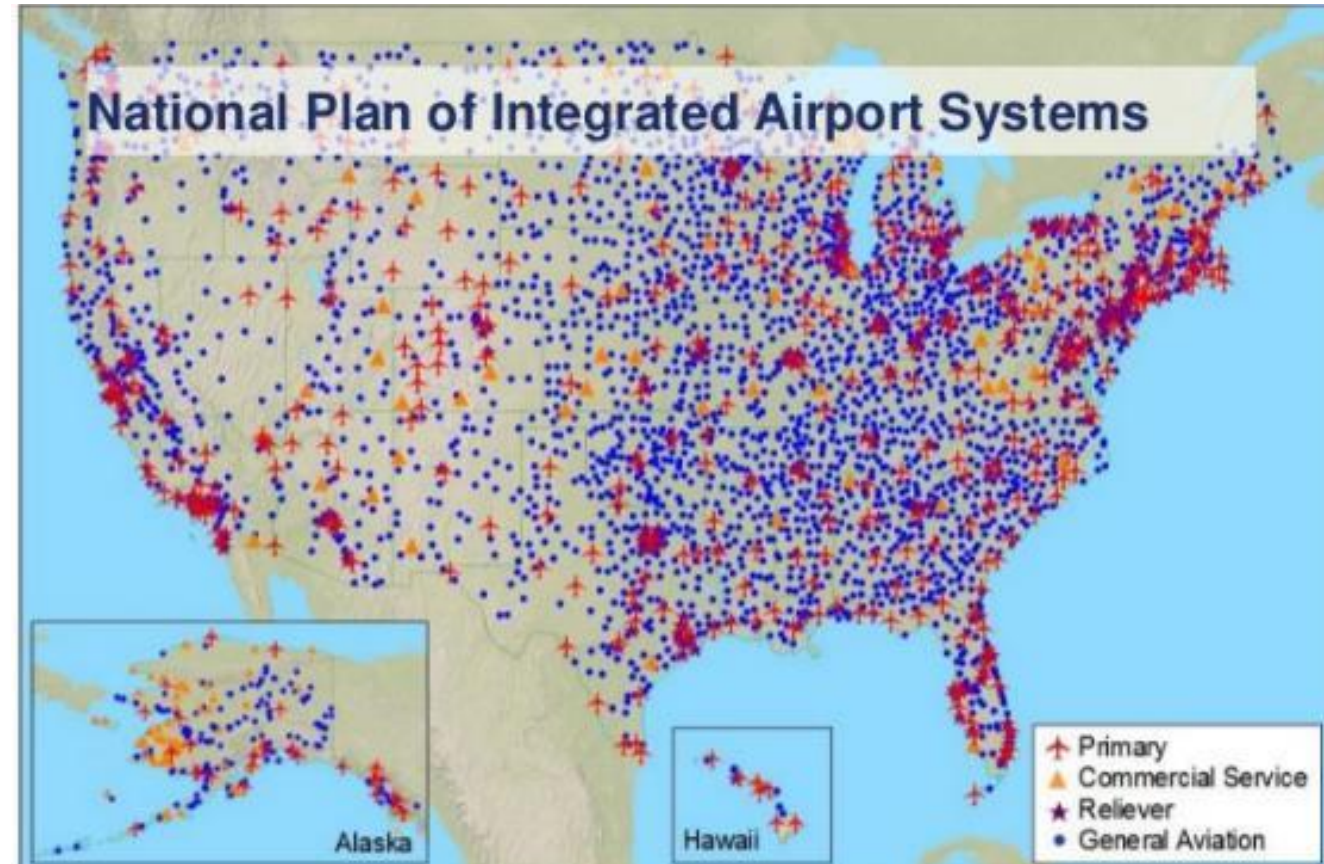 National Plan of Integrated Airport Systems
Alaska
Hawaii
Primary
Commercial Service
Reliever
General Aviation